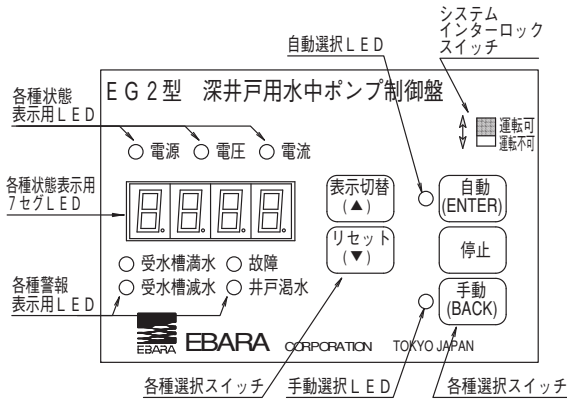 システム
インターロック
スイッチ
自動選択ＬＥＤ
ＥＧ２型 深井戸用水中ポンプ制御盤
各種状態
表示用ＬＥＤ
運転可
運転不可
電源 電圧 電流
各種状態表示用
７セグＬＥＤ
8.8.8.8.
表示切替
(▲)
自動
(ENTER)
リセット
(▼)
停止
受水槽満水 故障
受水槽減水 井戸渇水
各種警報
表示用ＬＥＤ
手動
(BACK)
EBARA
EBARA CORPORATION TOKYO JAPAN
各種選択スイッチ 手動選択ＬＥＤ 各種選択スイッチ